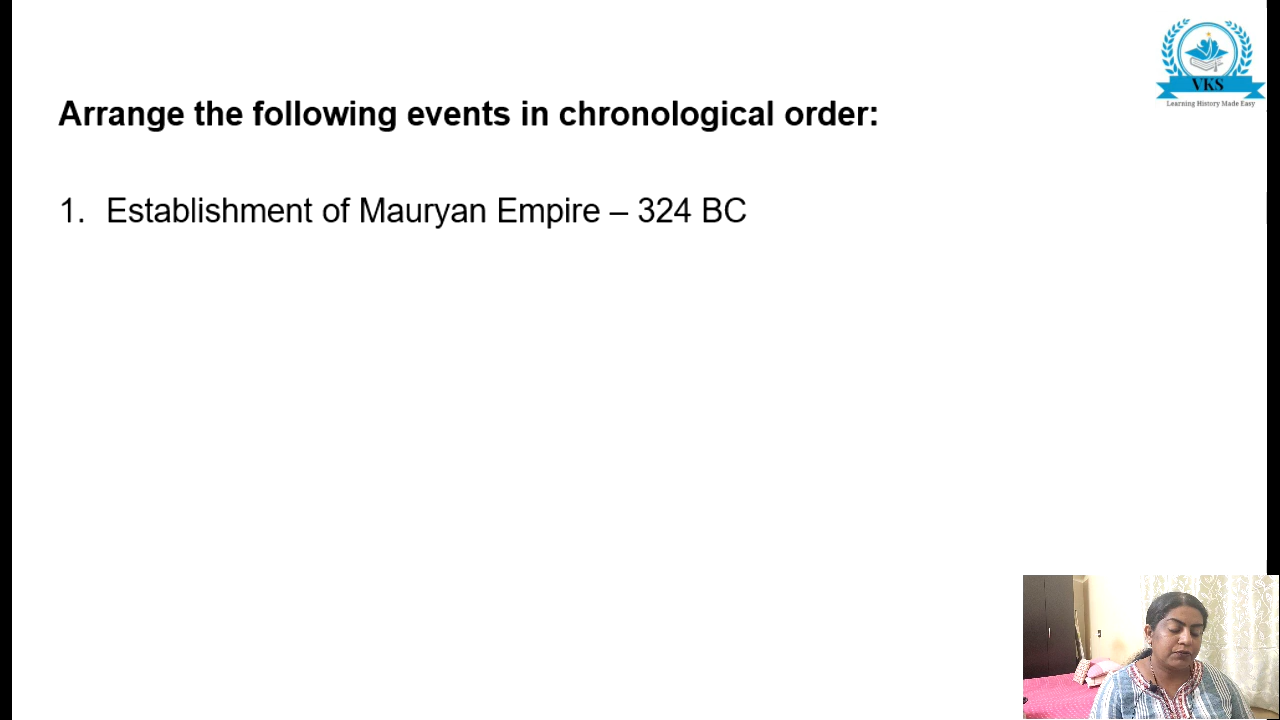 VKS
Learning History Made Easy
Arrange the following events in chronological order:
1. Establishment of Mauryan Empire – 324 BC